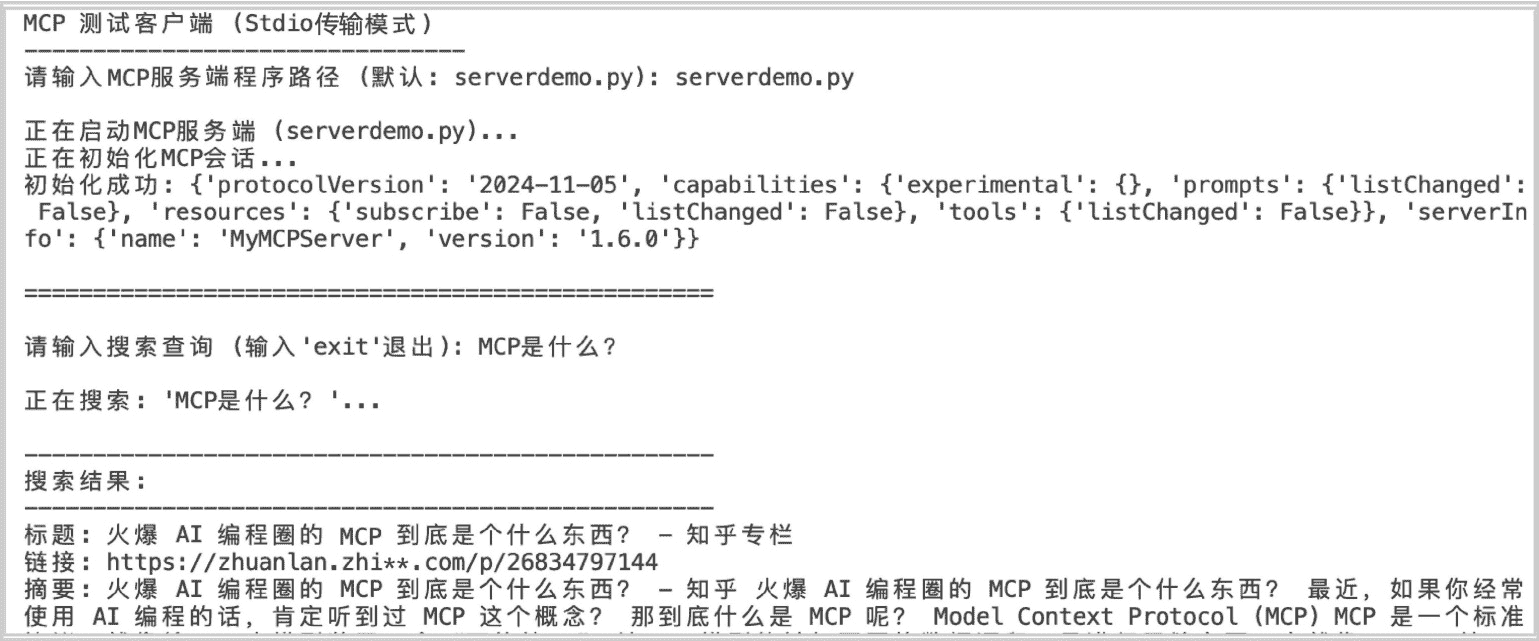 MCP 测试客户端 (Stdio传输模式)
--------------------------------
请输入MCP服务端程序路径 (默认: serverdemo.py): serverdemo.py
正在启动MCP服务端 (serverdemo.py)...
正在初始化MCP会话...
初始化成功: {'protocolVersion': '2024-11-05', 'capabilities': {'experimental': {}, 'prompts': {'listChanged':
False}, 'resources': {'subscribe': False, 'listChanged': False}, 'tools': {'listChanged': False}}, 'serverIn
fo': {'name': 'MyMCPServer', 'version': '1.6.0'}}
==================================================
请输入搜索查询 (输入'exit'退出): MCP是什么?
正在搜索: 'MCP是什么? '...
--------------------------------------------------
搜索结果:
--------------------------------------------------
标题: 火爆 AI 编程圈的 MCP 到底是个什么东西? - 知乎专栏
链接: https://zhuanlan.zhi**.com/p/26834797144
摘要: 火爆 AI 编程圈的 MCP 到底是个什么东西? - 知乎 火爆 AI 编程圈的 MCP 到底是个什么东西? 最近, 如果你经常
使用 AI 编程的话, 肯定听到过 MCP 这个概念? 那到底什么是 MCP 呢? Model Context Protocol (MCP) MCP 是一个标准